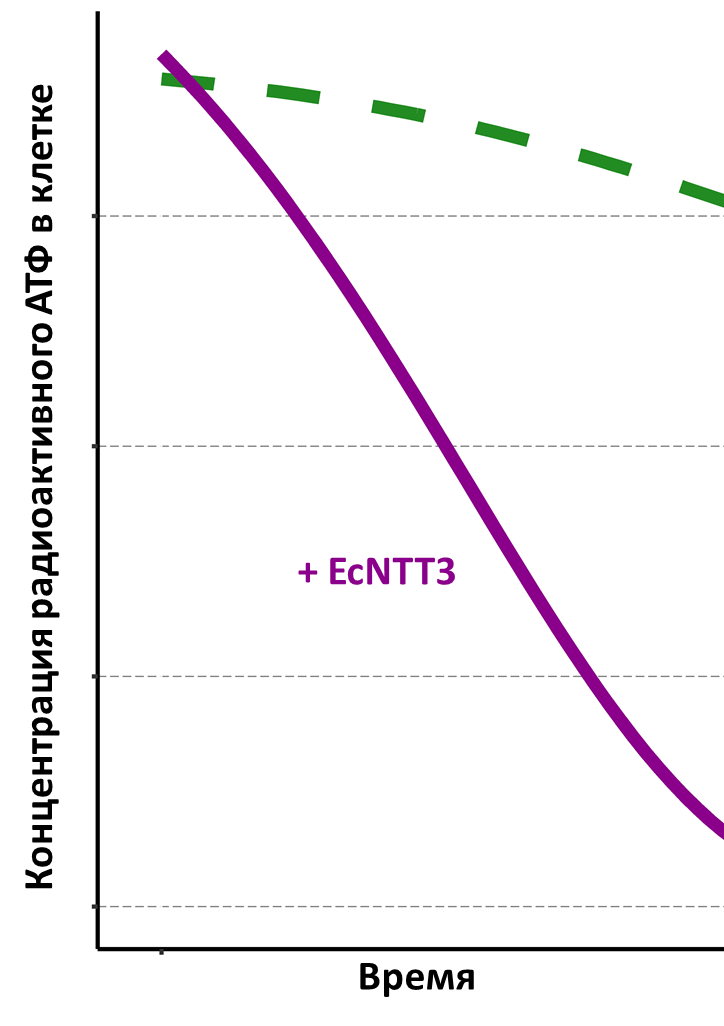 Концентрация радиоактивного АТФ в клетке
+ EcNTT3
Время